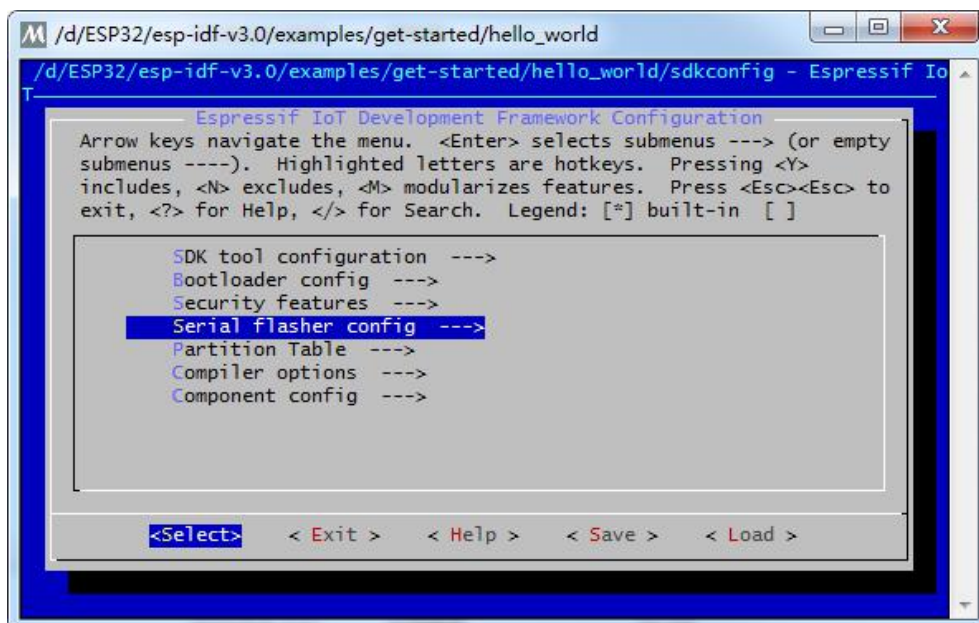 /d/ESP32/esp-idf-v3.0/examples/get-started/hello_world
/d/ESP32/esp-idf-v3.0/examples/get-started/hello_world/sdkconfig - Espressif Io
T
Espressif IoT Development Framework Configuration
Arrow keys navigate the menu.  <Enter> selects submenus ---> (or empty
submenus ----).  Highlighted letters are hotkeys.  Pressing <Y>
includes, <N> excludes, <M> modularizes features.  Press <Esc><Esc> to
exit, <?> for Help, </> for Search.  Legend: [*] built-in  [ ]
SDK tool configuration  --->
Bootloader config  --->
Security features  --->
Serial flasher config  --->
Partition Table  --->
Compiler options  --->
Component config  --->
<Select>    < Exit >    < Help >    < Save >    < Load >